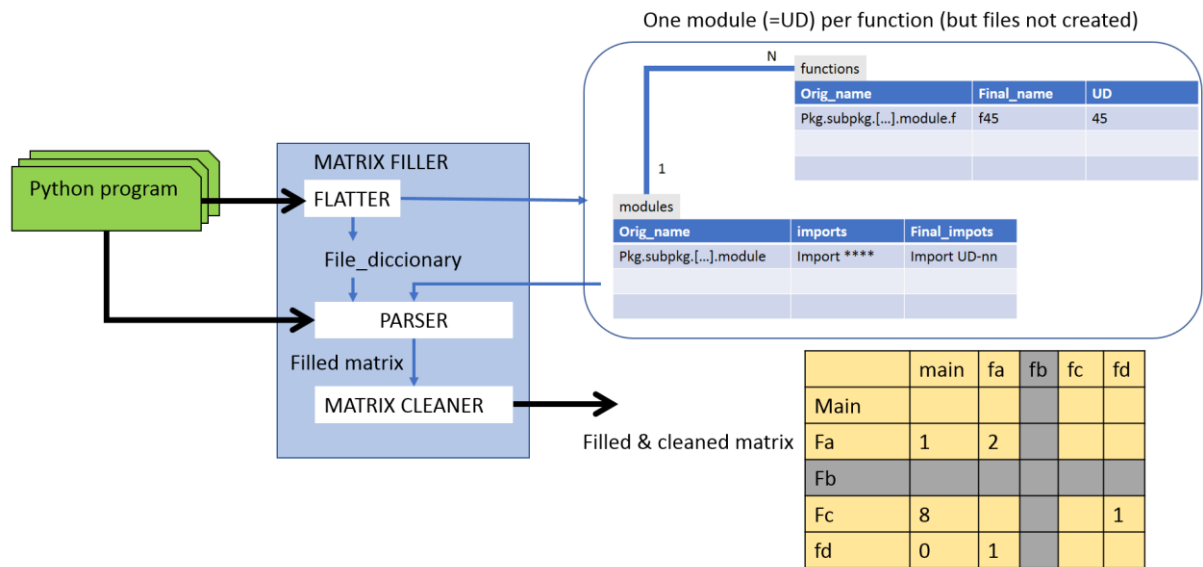 One module (=UD) per function (but files not created)
N
functions
Orig_name Final_name UD
Pkg.subpkg.[...].module.f f45 45
1
modules
Orig_name imports Final_impots
Pkg.subpkg.[...].module Import **** Import UD-nn
Python program
MATRIX FILLER
FLATTER
File_diccionary
PARSER
Filled matrix
MATRIX CLEANER
Filled & cleaned matrix
main fa fb fc fd
Main
Fa 1 2
Fb
Fc 8 1
fd 0 1